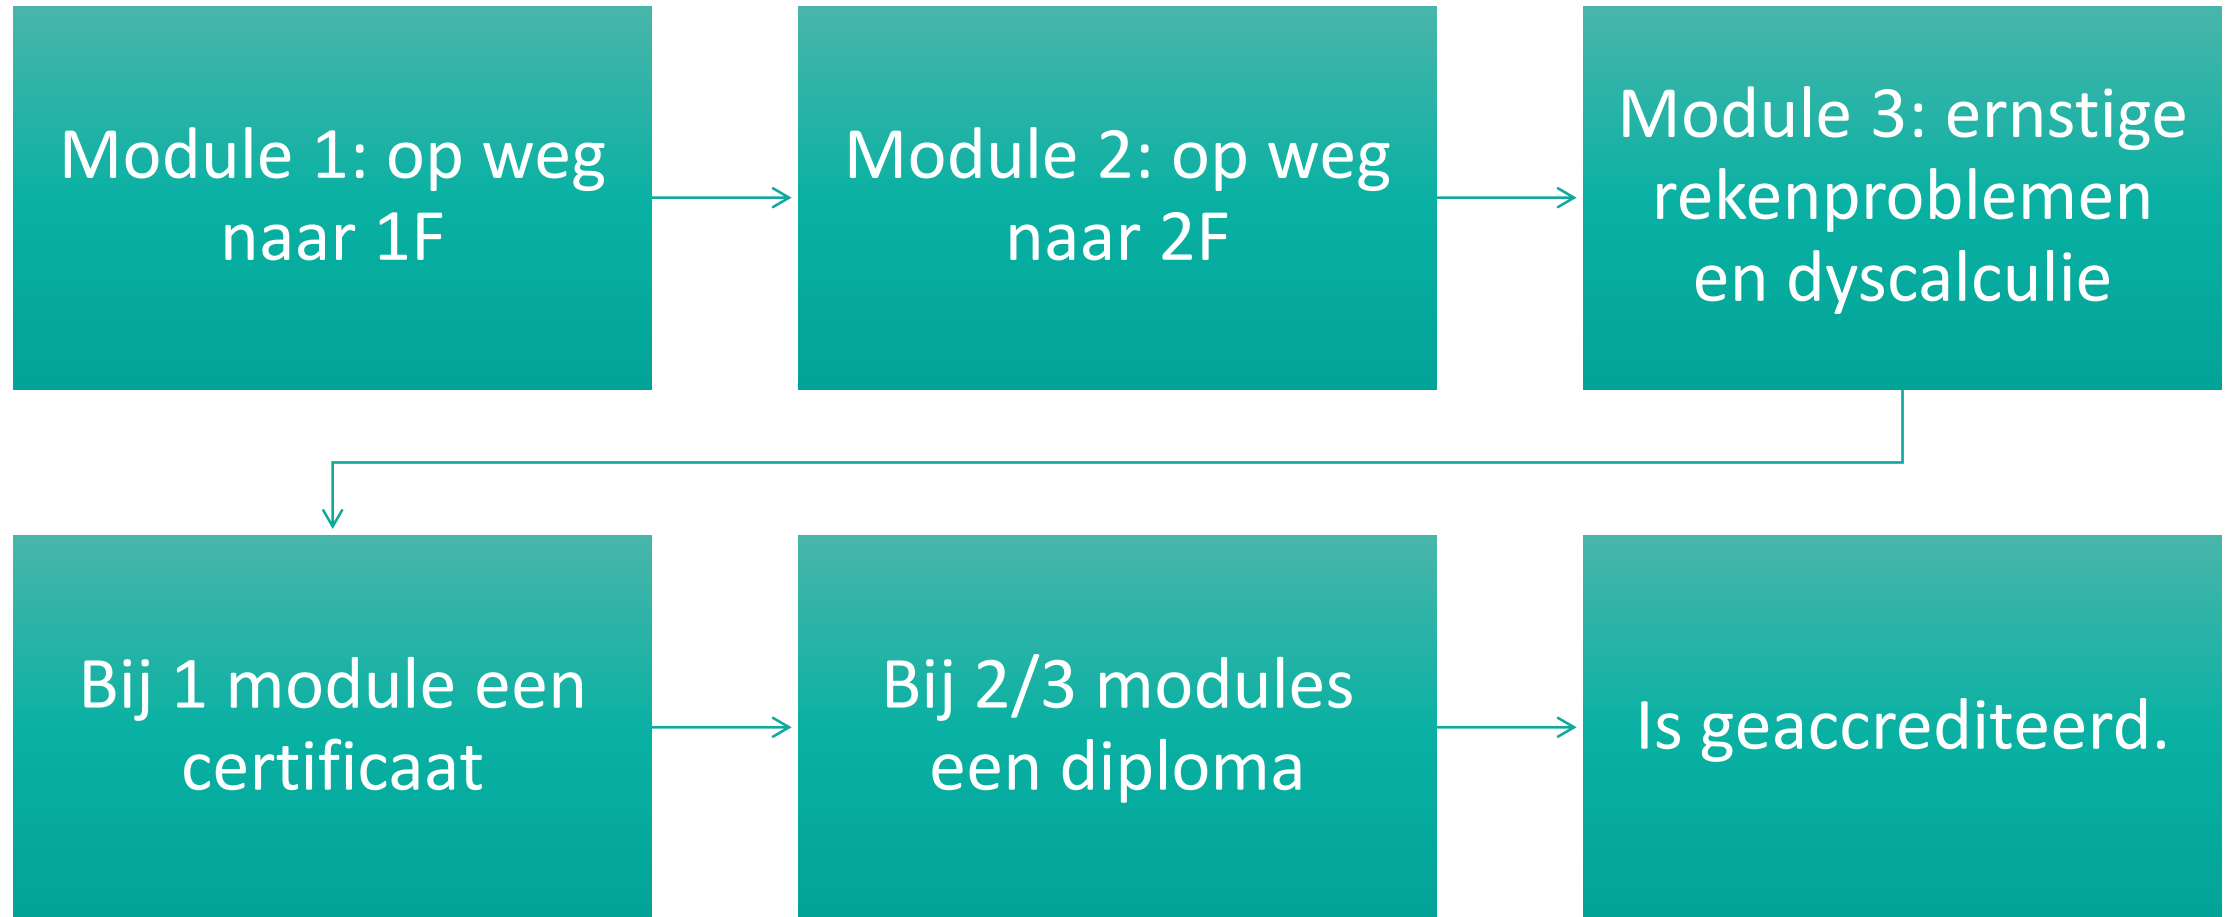 Module 1: op weg
naar 1F
Module 2: op weg
naar 2F
Module 3: ernstige
rekenproblemen
en dyscalculie
Bij 1 module een
certificaat
Bij 2/3 modules
een diploma
Is geaccrediteerd.